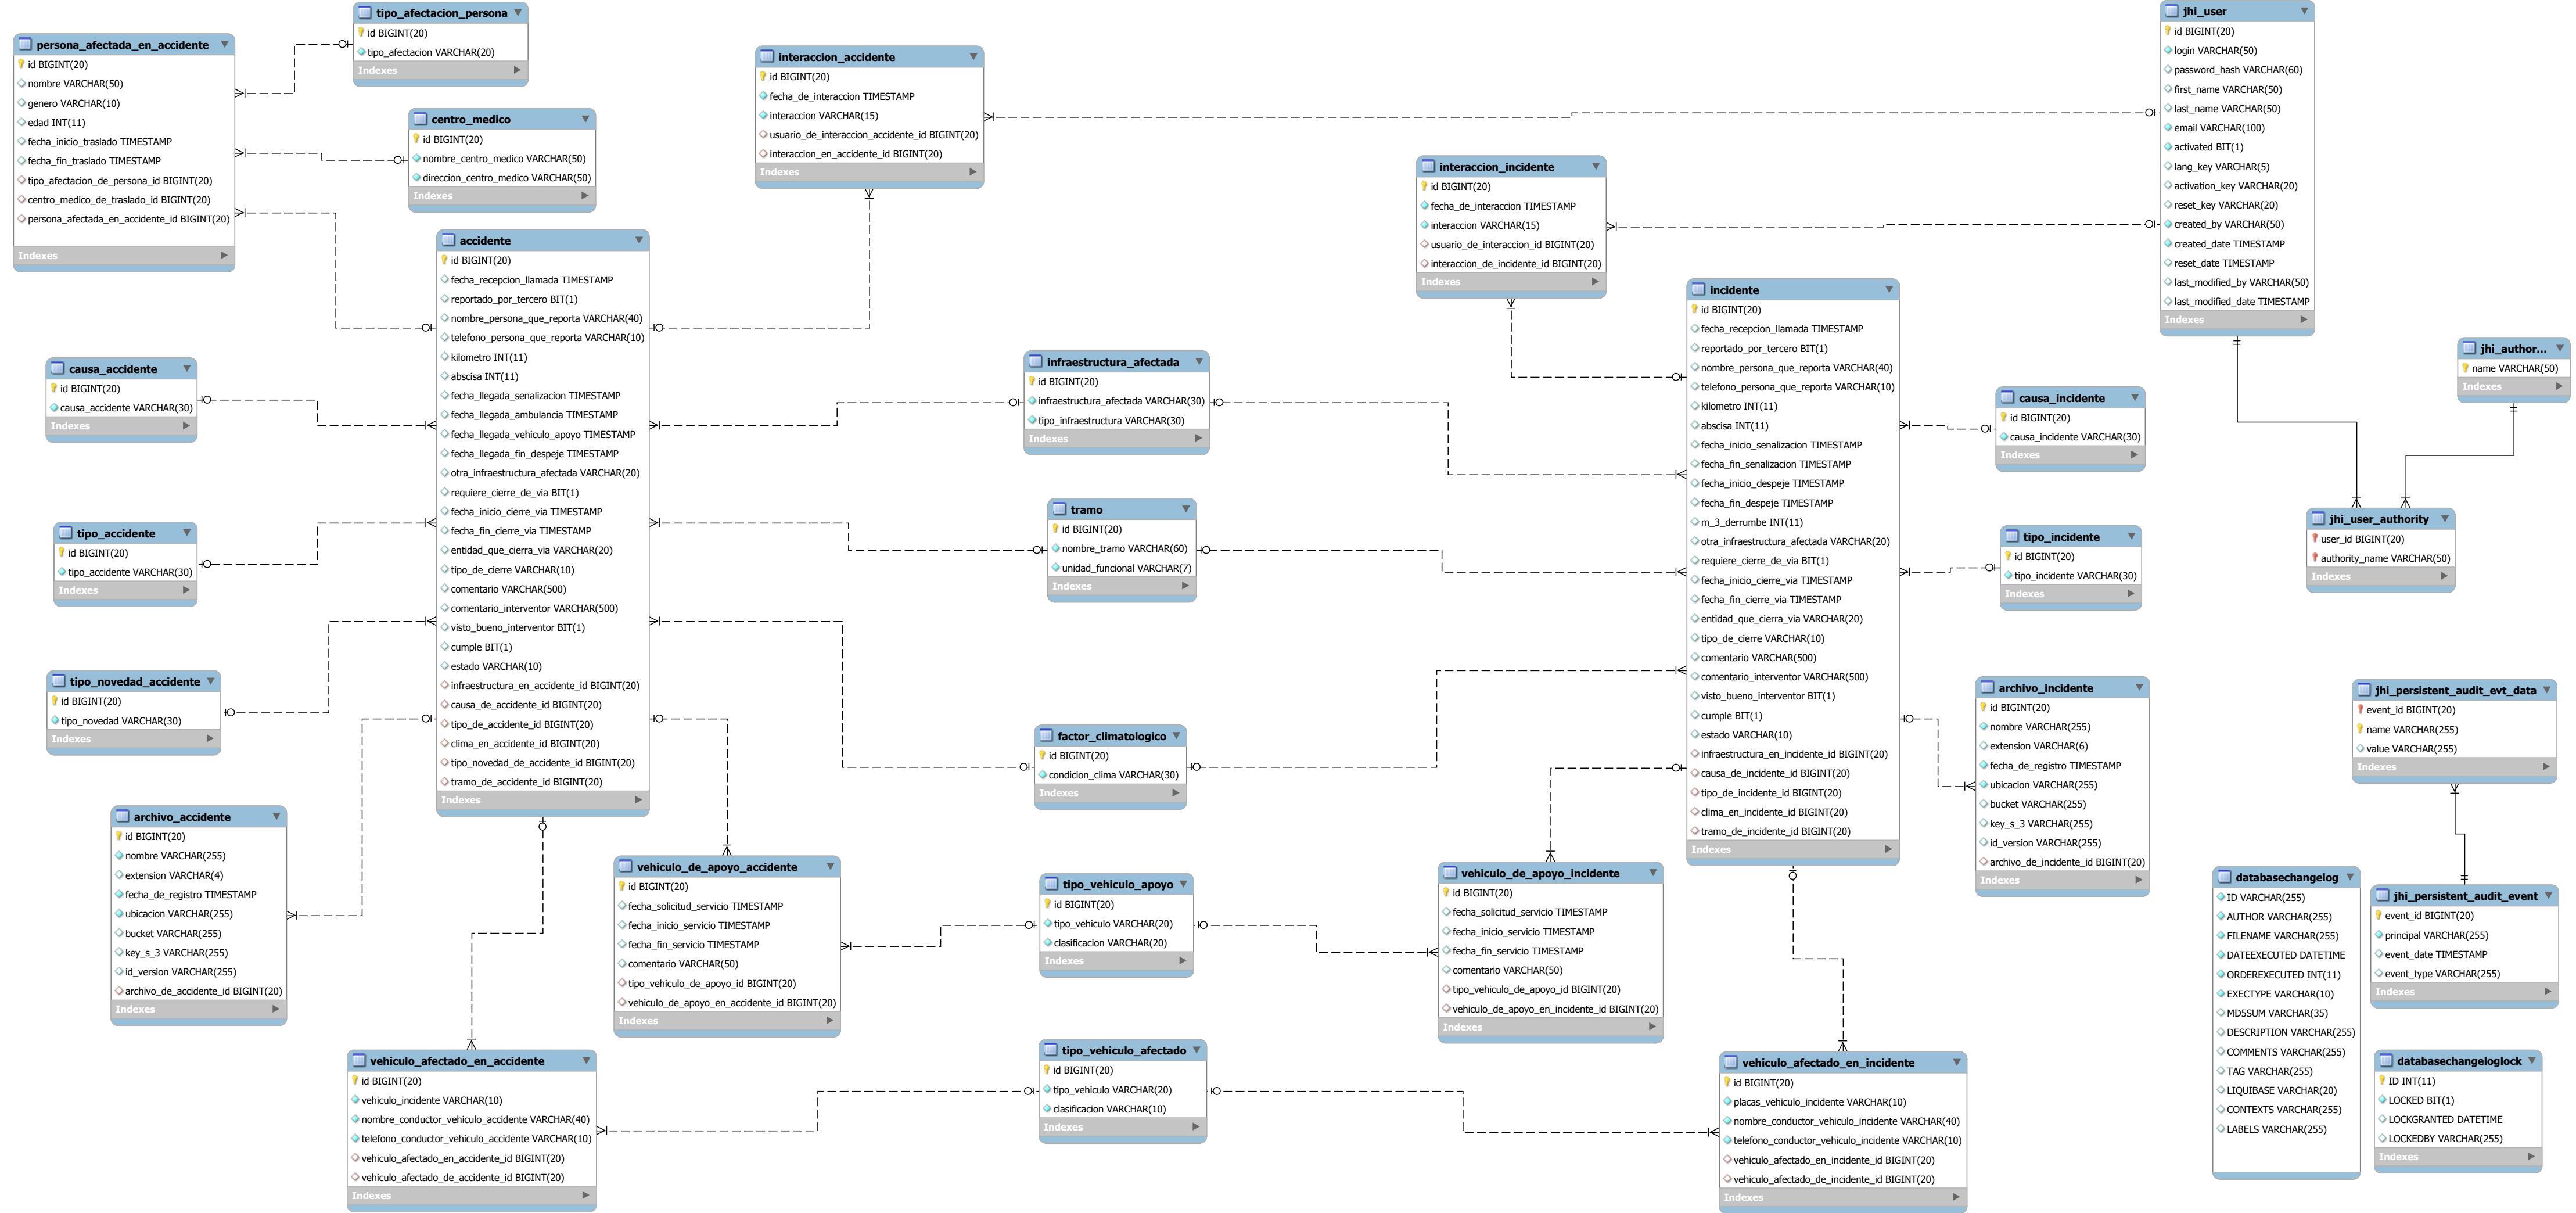 tipo_afectacion_persona
id BIGINT(20)
tipo_afectacion VARCHAR(20)
Indexes
persona_afectada_en_accidente
id BIGINT(20)
nombre VARCHAR(50)
genero VARCHAR(10)
edad INT(11)
fecha_inicio_traslado TIMESTAMP
fecha_fin_traslado TIMESTAMP
tipo_afectacion_de_persona_id BIGINT(20)
centro_medico_de_traslado_id BIGINT(20)
persona_afectada_en_accidente_id BIGINT(20)
Indexes
centro_medico
id BIGINT(20)
nombre_centro_medico VARCHAR(50)
direccion_centro_medico VARCHAR(50)
Indexes
interaccion_accidente
id BIGINT(20)
fecha_de_interaccion TIMESTAMP
interaccion VARCHAR(15)
usuario_de_interaccion_accidente_id BIGINT(20)
interaccion_en_accidente_id BIGINT(20)
Indexes
jhi_user
id BIGINT(20)
login VARCHAR(50)
password_hash VARCHAR(60)
first_name VARCHAR(50)
last_name VARCHAR(50)
email VARCHAR(100)
activated BIT(1)
lang_key VARCHAR(5)
activation_key VARCHAR(20)
reset_key VARCHAR(20)
created_by VARCHAR(50)
created_date TIMESTAMP
reset_date TIMESTAMP
last_modified_by VARCHAR(50)
last_modified_date TIMESTAMP
Indexes
interaccion_incidente
id BIGINT(20)
fecha_de_interaccion TIMESTAMP
interaccion VARCHAR(15)
usuario_de_interaccion_id BIGINT(20)
interaccion_de_incidente_id BIGINT(20)
Indexes
accidente
id BIGINT(20)
fecha_recepcion_llamada TIMESTAMP
reportado_por_tercero BIT(1)
nombre_persona_que_reporta VARCHAR(40)
telefono_persona_que_reporta VARCHAR(10)
kilometro INT(11)
abscisa INT(11)
fecha_llegada_senalizacion TIMESTAMP
fecha_llegada_ambulancia TIMESTAMP
fecha_llegada_vehiculo_apoyo TIMESTAMP
fecha_llegada_fin_despeje TIMESTAMP
otra_infraestructura_afectada VARCHAR(20)
requiere_cierre_de_via BIT(1)
fecha_inicio_cierre_via TIMESTAMP
fecha_fin_cierre_via TIMESTAMP
entidad_que_cierra_via VARCHAR(20)
tipo_de_cierre VARCHAR(10)
comentario VARCHAR(500)
comentario_interventor VARCHAR(500)
visto_bueno_interventor BIT(1)
cumple BIT(1)
estado VARCHAR(10)
infraestructura_en_accidente_id BIGINT(20)
causa_de_accidente_id BIGINT(20)
tipo_de_accidente_id BIGINT(20)
clima_en_accidente_id BIGINT(20)
tipo_novedad_de_accidente_id BIGINT(20)
tramo_de_accidente_id BIGINT(20)
Indexes
incidente
id BIGINT(20)
fecha_recepcion_llamada TIMESTAMP
reportado_por_tercero BIT(1)
nombre_persona_que_reporta VARCHAR(40)
telefono_persona_que_reporta VARCHAR(10)
kilometro INT(11)
abscisa INT(11)
fecha_inicio_senalizacion TIMESTAMP
fecha_fin_senalizacion TIMESTAMP
fecha_inicio_despeje TIMESTAMP
fecha_fin_despeje TIMESTAMP
m_3_derrumbe INT(11)
otra_infraestructura_afectada VARCHAR(20)
requiere_cierre_de_via BIT(1)
fecha_inicio_cierre_via TIMESTAMP
fecha_fin_cierre_via TIMESTAMP
entidad_que_cierra_via VARCHAR(20)
tipo_de_cierre VARCHAR(10)
comentario VARCHAR(500)
comentario_interventor VARCHAR(500)
visto_bueno_interventor BIT(1)
cumple BIT(1)
estado VARCHAR(10)
infraestructura_en_incidente_id BIGINT(20)
causa_de_incidente_id BIGINT(20)
tipo_de_incidente_id BIGINT(20)
clima_en_incidente_id BIGINT(20)
tramo_de_incidente_id BIGINT(20)
Indexes
causa_accidente
id BIGINT(20)
causa_accidente VARCHAR(30)
Indexes
infraestructura_afectada
id BIGINT(20)
infraestructura_afectada VARCHAR(30)
tipo_infraestructura VARCHAR(30)
Indexes
jhi_author...
name VARCHAR(50)
Indexes
causa_incidente
id BIGINT(20)
causa_incidente VARCHAR(30)
Indexes
tipo_accidente
id BIGINT(20)
tipo_accidente VARCHAR(30)
Indexes
tramo
id BIGINT(20)
nombre_tramo VARCHAR(60)
unidad_funcional VARCHAR(7)
Indexes
tipo_incidente
id BIGINT(20)
tipo_incidente VARCHAR(30)
Indexes
jhi_user_authority
user_id BIGINT(20)
authority_name VARCHAR(50)
Indexes
tipo_novedad_accidente
id BIGINT(20)
tipo_novedad VARCHAR(30)
Indexes
factor_climatologico
id BIGINT(20)
condicion_clima VARCHAR(30)
Indexes
archivo_incidente
id BIGINT(20)
nombre VARCHAR(255)
extension VARCHAR(6)
fecha_de_registro TIMESTAMP
ubicacion VARCHAR(255)
bucket VARCHAR(255)
key_s_3 VARCHAR(255)
id_version VARCHAR(255)
archivo_de_incidente_id BIGINT(20)
Indexes
jhi_persistent_audit_evt_data
event_id BIGINT(20)
name VARCHAR(255)
value VARCHAR(255)
Indexes
archivo_accidente
id BIGINT(20)
nombre VARCHAR(255)
extension VARCHAR(4)
fecha_de_registro TIMESTAMP
ubicacion VARCHAR(255)
bucket VARCHAR(255)
key_s_3 VARCHAR(255)
id_version VARCHAR(255)
archivo_de_accidente_id BIGINT(20)
Indexes
vehiculo_de_apoyo_accidente
id BIGINT(20)
fecha_solicitud_servicio TIMESTAMP
fecha_inicio_servicio TIMESTAMP
fecha_fin_servicio TIMESTAMP
comentario VARCHAR(50)
tipo_vehiculo_de_apoyo_id BIGINT(20)
vehiculo_de_apoyo_en_accidente_id BIGINT(20)
Indexes
tipo_vehiculo_apoyo
id BIGINT(20)
tipo_vehiculo VARCHAR(20)
clasificacion VARCHAR(20)
Indexes
vehiculo_de_apoyo_incidente
id BIGINT(20)
fecha_solicitud_servicio TIMESTAMP
fecha_inicio_servicio TIMESTAMP
fecha_fin_servicio TIMESTAMP
comentario VARCHAR(50)
tipo_vehiculo_de_apoyo_id BIGINT(20)
vehiculo_de_apoyo_en_incidente_id BIGINT(20)
Indexes
databasechangelog
ID VARCHAR(255)
AUTHOR VARCHAR(255)
FILENAME VARCHAR(255)
DATEEXECUTED DATETIME
ORDEREXECUTED INT(11)
EXECTYPE VARCHAR(10)
MD5SUM VARCHAR(35)
DESCRIPTION VARCHAR(255)
COMMENTS VARCHAR(255)
TAG VARCHAR(255)
LIQUIBASE VARCHAR(20)
CONTEXTS VARCHAR(255)
LABELS VARCHAR(255)
jhi_persistent_audit_event
event_id BIGINT(20)
principal VARCHAR(255)
event_date TIMESTAMP
event_type VARCHAR(255)
Indexes
vehiculo_afectado_en_accidente
id BIGINT(20)
vehiculo_incidente VARCHAR(10)
nombre_conductor_vehiculo_accidente VARCHAR(40)
telefono_conductor_vehiculo_accidente VARCHAR(10)
vehiculo_afectado_en_accidente_id BIGINT(20)
vehiculo_afectado_de_accidente_id BIGINT(20)
Indexes
tipo_vehiculo_afectado
id BIGINT(20)
tipo_vehiculo VARCHAR(20)
clasificacion VARCHAR(10)
Indexes
vehiculo_afectado_en_incidente
id BIGINT(20)
placas_vehiculo_incidente VARCHAR(10)
nombre_conductor_vehiculo_incidente VARCHAR(40)
telefono_conductor_vehiculo_incidente VARCHAR(10)
vehiculo_afectado_en_incidente_id BIGINT(20)
vehiculo_afectado_de_incidente_id BIGINT(20)
Indexes
databasechangeloglock
ID INT(11)
LOCKED BIT(1)
LOCKGRANTED DATETIME
LOCKEDBY VARCHAR(255)
Indexes